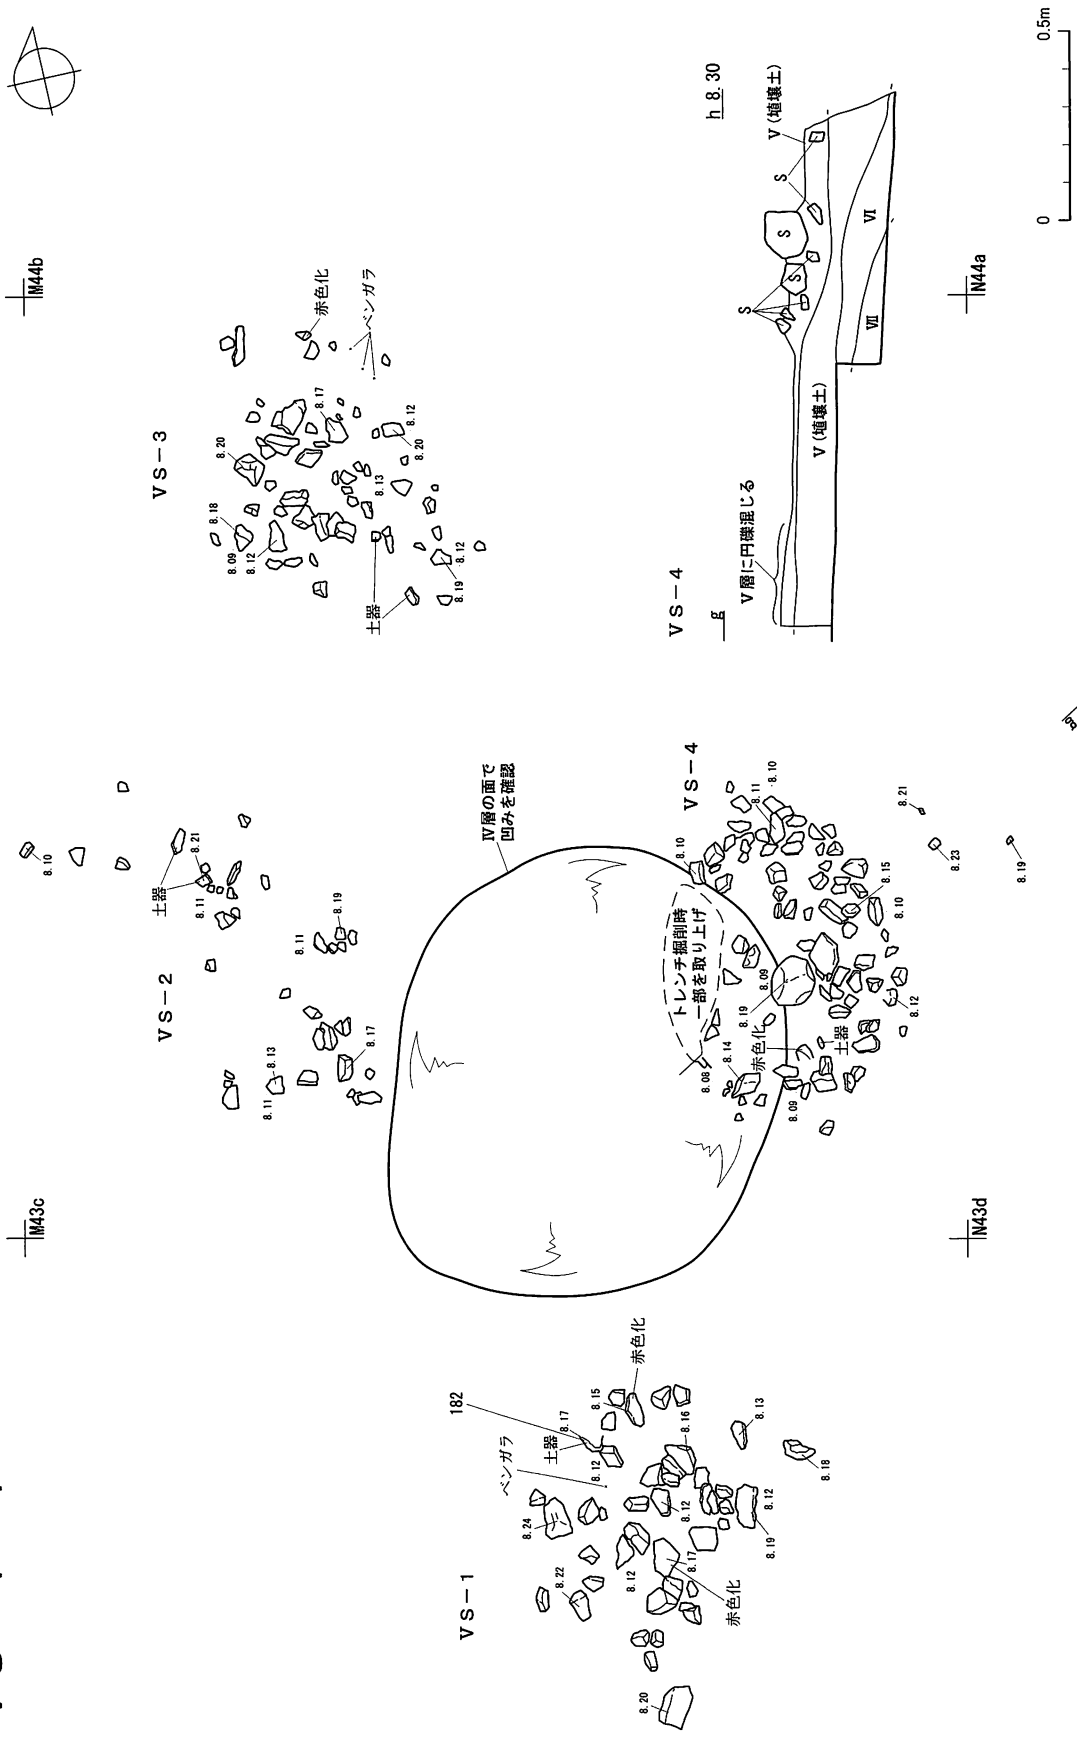 M43c
M44b
N43d
N44a
VS-1
8.20
8.22
8.24
ベンガラ
182
土器
8.17
8.12
8.15
赤色化
8.16
8.12
8.12
8.17
赤色化
8.12
8.19
8.13
8.18
VS-2
8.10
土器
8.21
8.11
8.11
8.19
8.13
8.11
8.17
VS-3
8.20
8.18
8.09
8.12
8.17
赤色化
ベンガラ
8.12
8.20
8.13
土器
8.12
8.19
Ⅳ層の面で
凹みを確認
VS-4
8.10
8.11
8.10
トレンチ掘削時
一部を取り上げ
8.09
8.19
8.08
8.14
赤色化
土器
8.09
8.12
8.15
8.10
8.21
8.23
8.19
g
VS-4
g
h 8.30
Ⅴ層に円礫混じる
Ⅴ(埴壌土)
Ⅴ(埴壌土)
S
S
S
S
Ⅵ
Ⅶ
0
0.5m